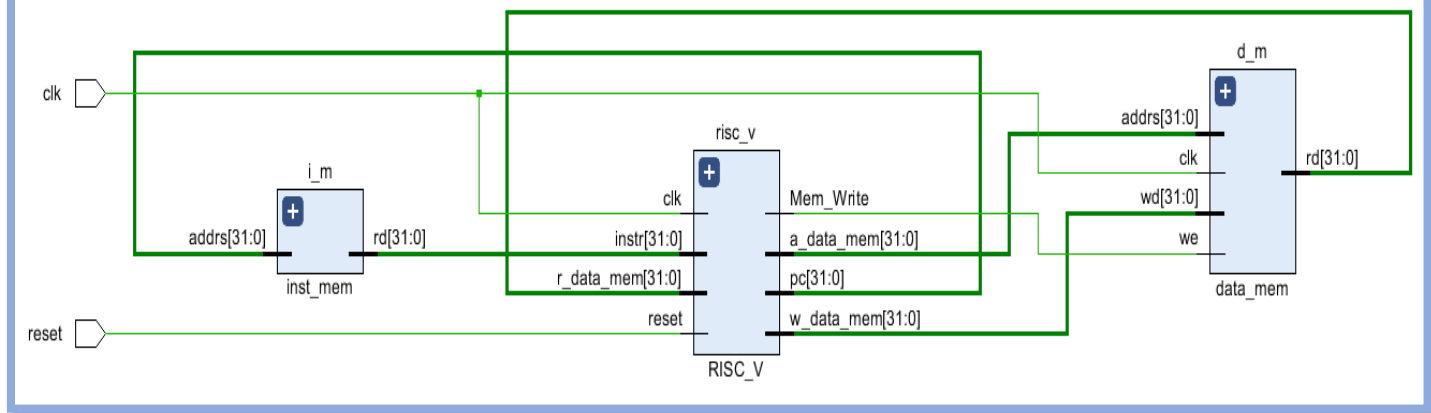 d_m
clk
addrs[31:0]
risc_v
clk
rd[31:0]
i_m
clk
Mem_Write
wd[31:0]
addrs[31:0]
rd[31:0]
instr[31:0]
a_data_mem[31:0]
we
r_data_mem[31:0]
pc[31:0]
inst_mem
data_mem
reset
reset
w_data_mem[31:0]
RISC_V